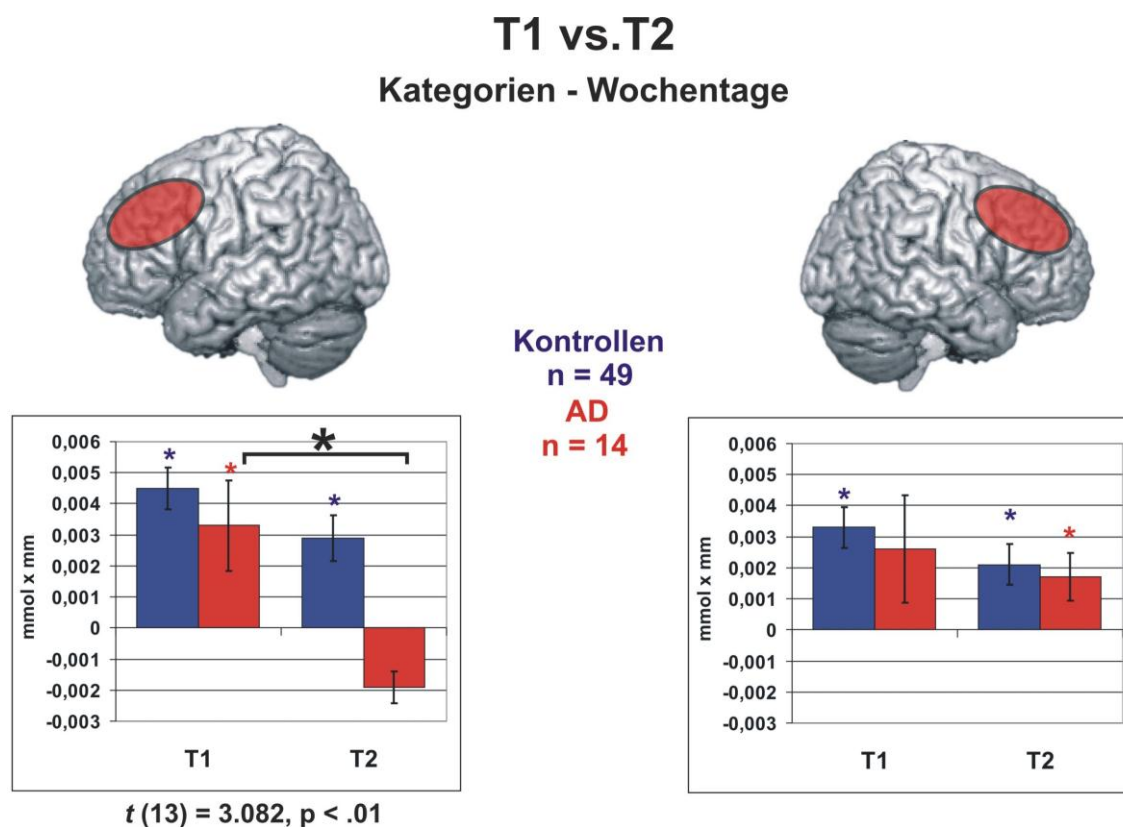 T1 vs.T2
Kategorien - Wochentage
Kontrollen
n = 49
AD
n = 14
mmol x mm
0,006
0,005
0,004
0,003
0,002
0,001
0
-0,001
-0,002
-0,003
*
*
*
*
T1
T2
t (13) = 3.082, p < .01
mmol x mm
0,006
0,005
0,004
0,003
0,002
0,001
0
-0,001
-0,002
-0,003
*
*
*
T1
T2